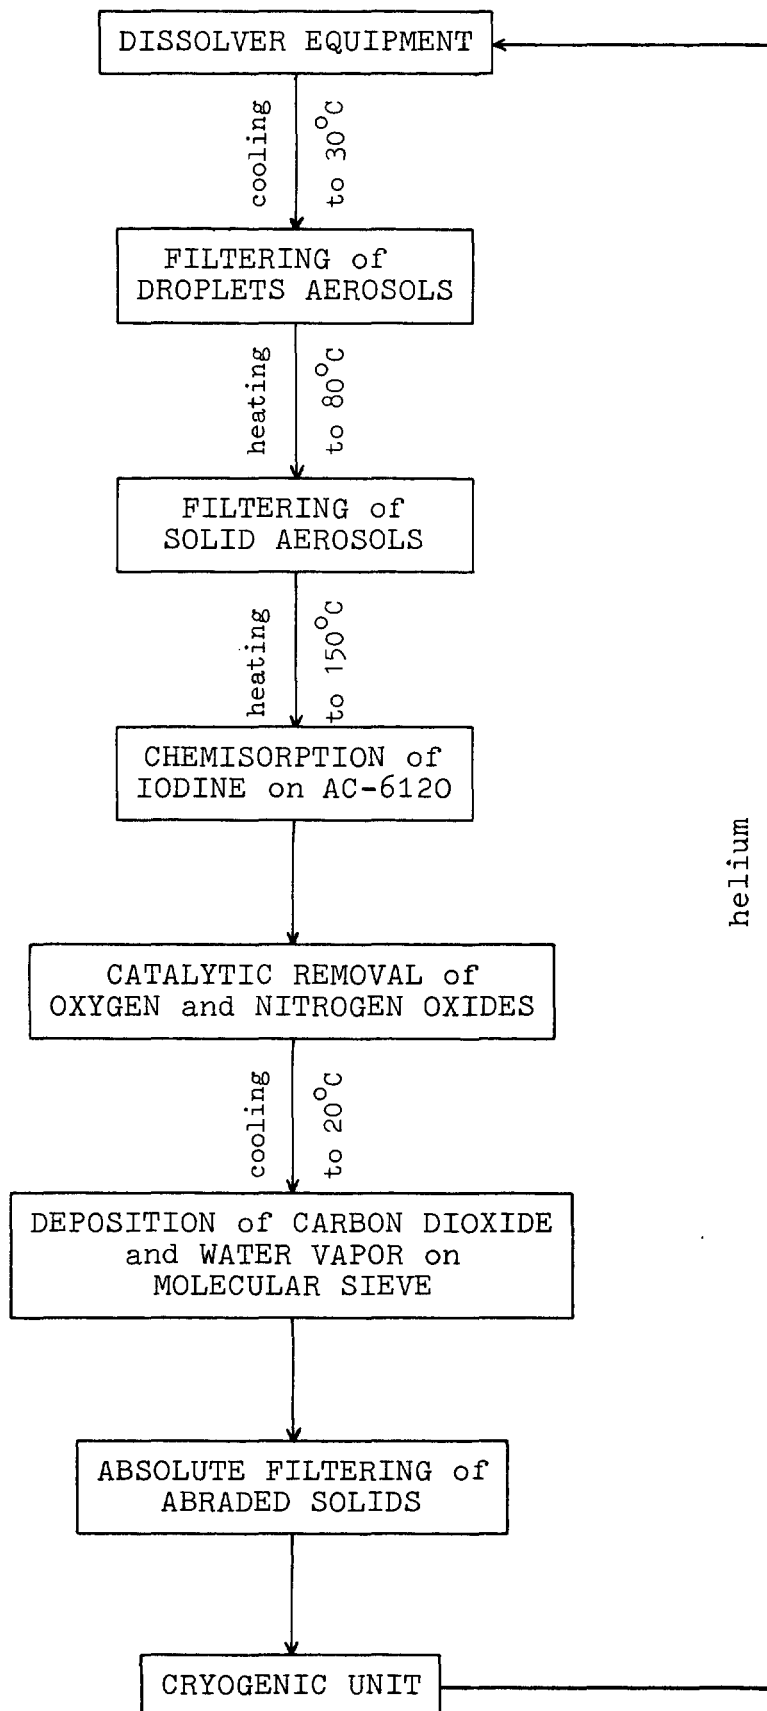 DISSOLVER EQUIPMENT
cooling
to 30°C
FILTERING of
DROPLETS AEROSOLS
heating
to 80°C
FILTERING of
SOLID AEROSOLS
heating
to 150°C
CHEMISORPTION of
IODINE on AC-6120
helium
CATALYTIC REMOVAL of
OXYGEN and NITROGEN OXIDES
cooling
to 20°C
DEPOSITION of CARBON DIOXIDE
and WATER VAPOR on
MOLECULAR SIEVE
ABSOLUTE FILTERING of
ABRADED SOLIDS
CRYOGENIC UNIT